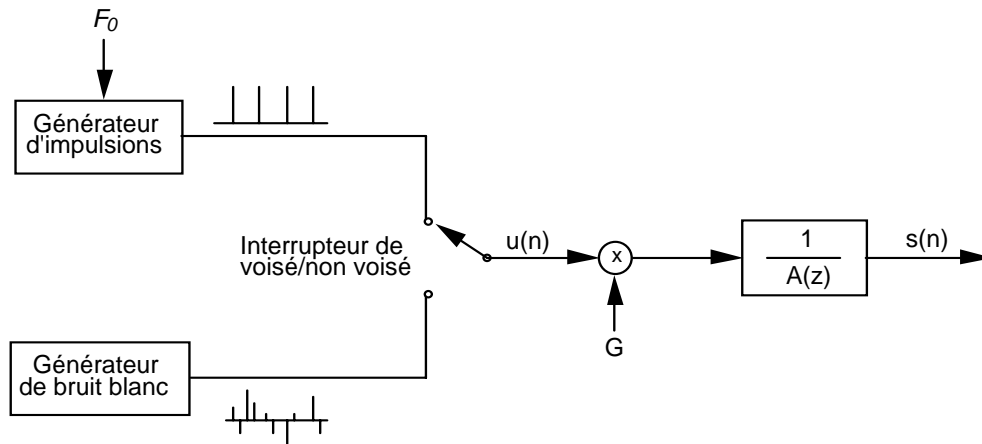 F0
Générateur
d'impulsions
Interrupteur de
voisé/non voisé
u(n)
x
G
1
A(z)
s(n)
Générateur
de bruit blanc